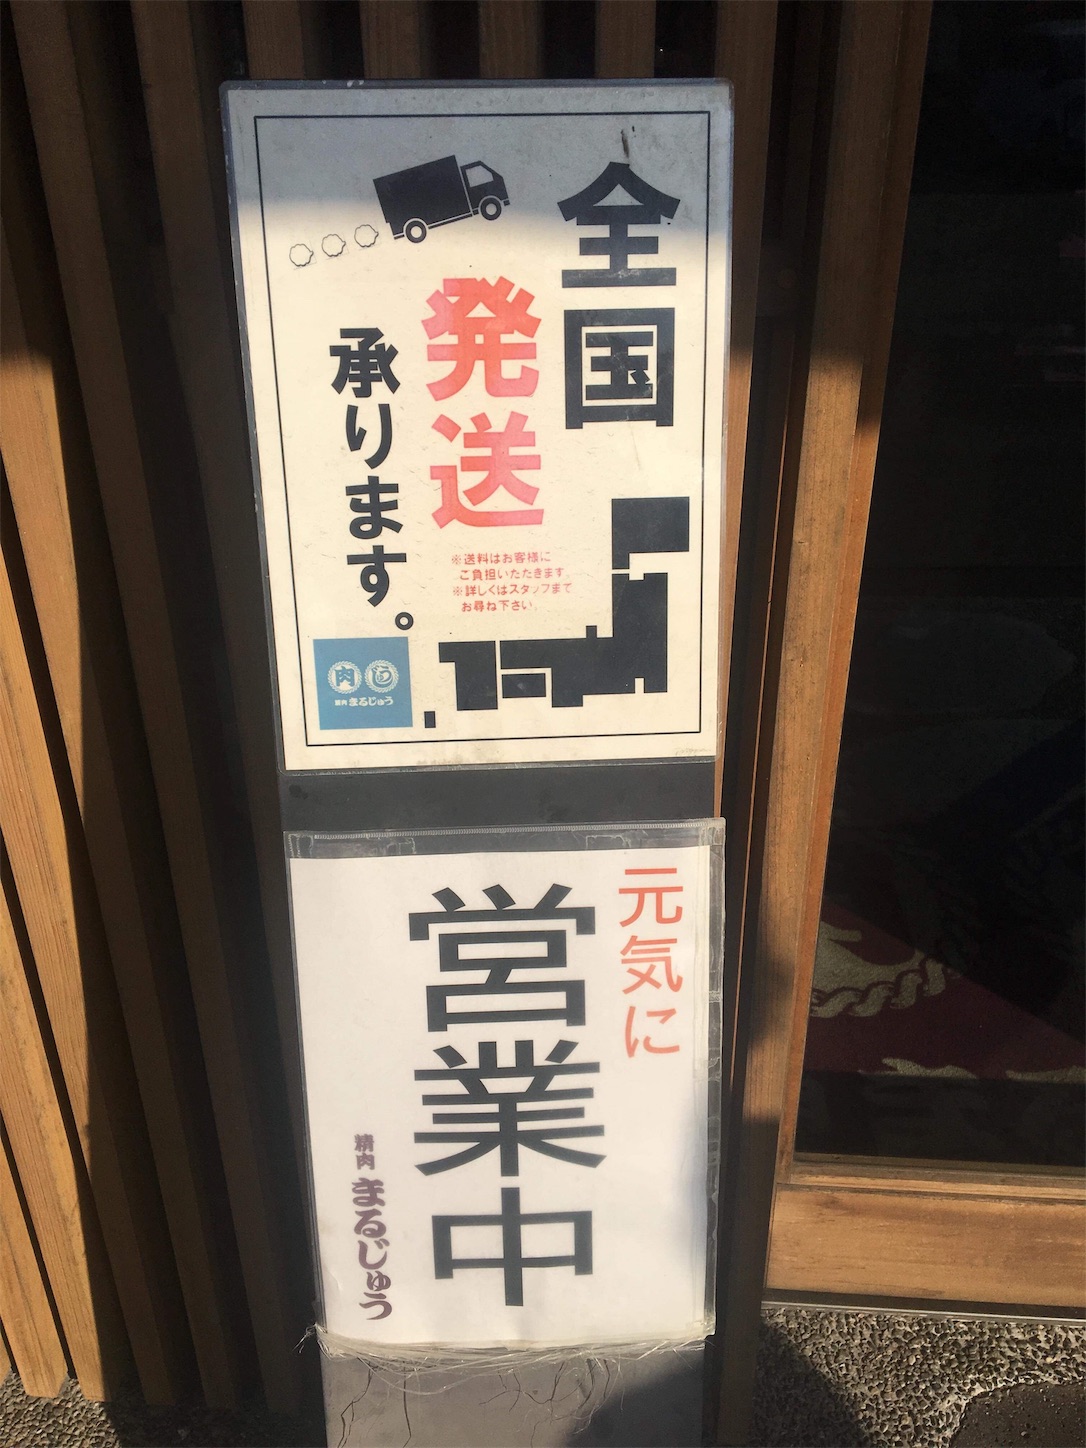 全国
発送
承ります。
※送料はお客様に
ご負担いただきます。
※詳しくはスタッフまで
お尋ね下さい。
肉 じう
精肉 まるじゅう
元気に
営業中
精肉 まるじゅう